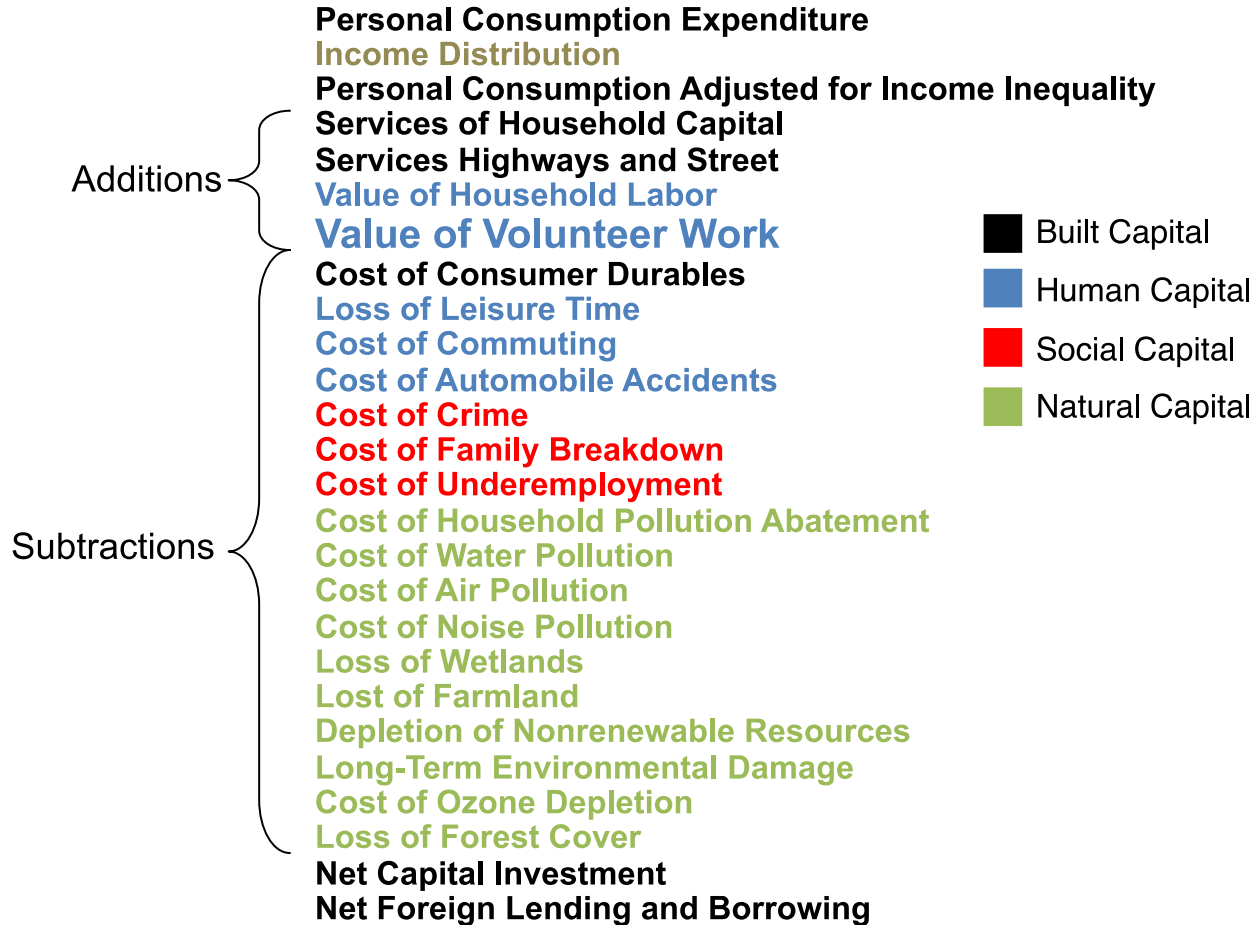 Personal Consumption Expenditure
Income Distribution
Personal Consumption Adjusted for Income Inequality
Additions
Services of Household Capital
Services Highways and Street
Value of Household Labor
Value of Volunteer Work
Subtractions
Cost of Consumer Durables
Loss of Leisure Time
Cost of Commuting
Cost of Automobile Accidents
Cost of Crime
Cost of Family Breakdown
Cost of Underemployment
Cost of Household Pollution Abatement
Cost of Water Pollution
Cost of Air Pollution
Cost of Noise Pollution
Loss of Wetlands
Lost of Farmland
Depletion of Nonrenewable Resources
Long-Term Environmental Damage
Cost of Ozone Depletion
Loss of Forest Cover
Net Capital Investment
Net Foreign Lending and Borrowing
Built Capital
Human Capital
Social Capital
Natural Capital